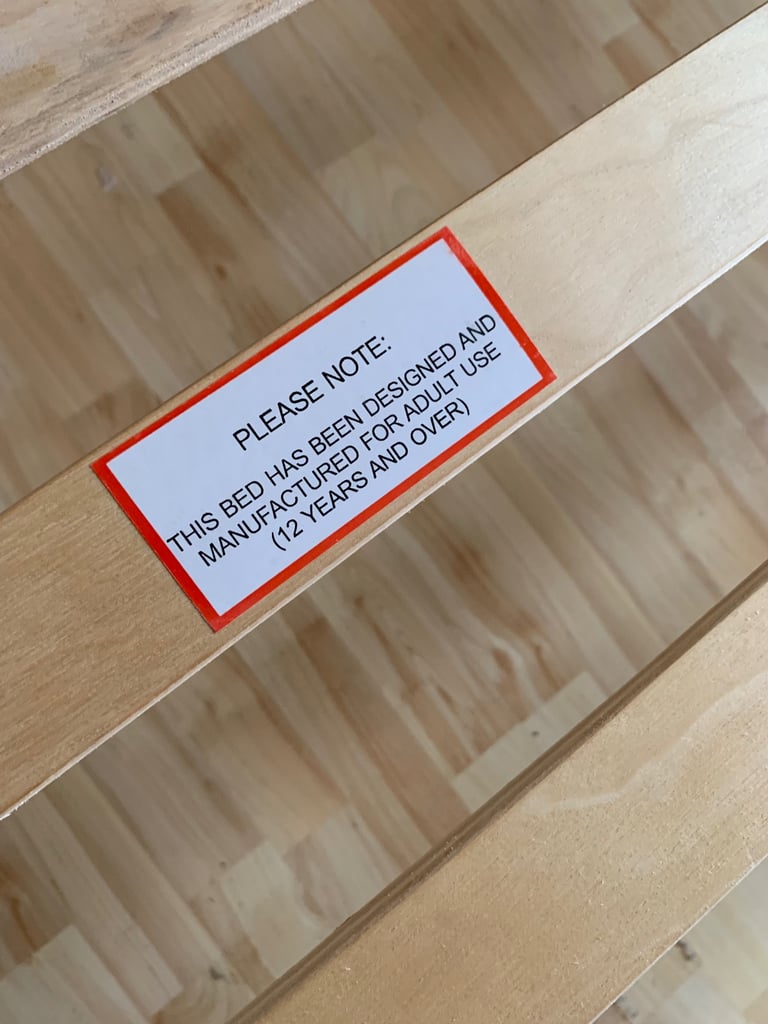 PLEASE NOTE:
THIS BED HAS BEEN DESIGNED AND
MANUFACTURED FOR ADULT USE
(12 YEARS AND OVER)